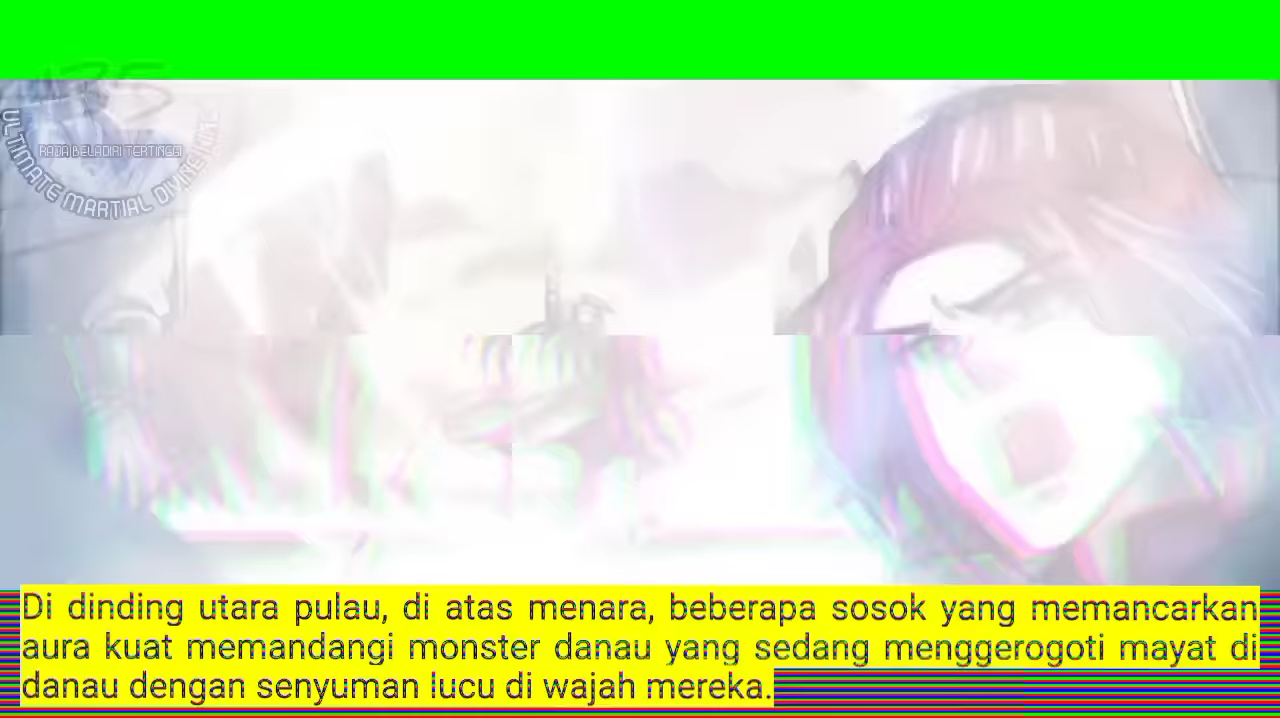 135
RAJA BELADIRI TERTINGGI
ULTIMATE MARTIAL DIVINE KING
Di dinding utara pulau, di atas menara, beberapa sosok yang memancarkan
aura kuat memandangi monster danau yang sedang menggerogoti mayat di
danau dengan senyuman lucu di wajah mereka.